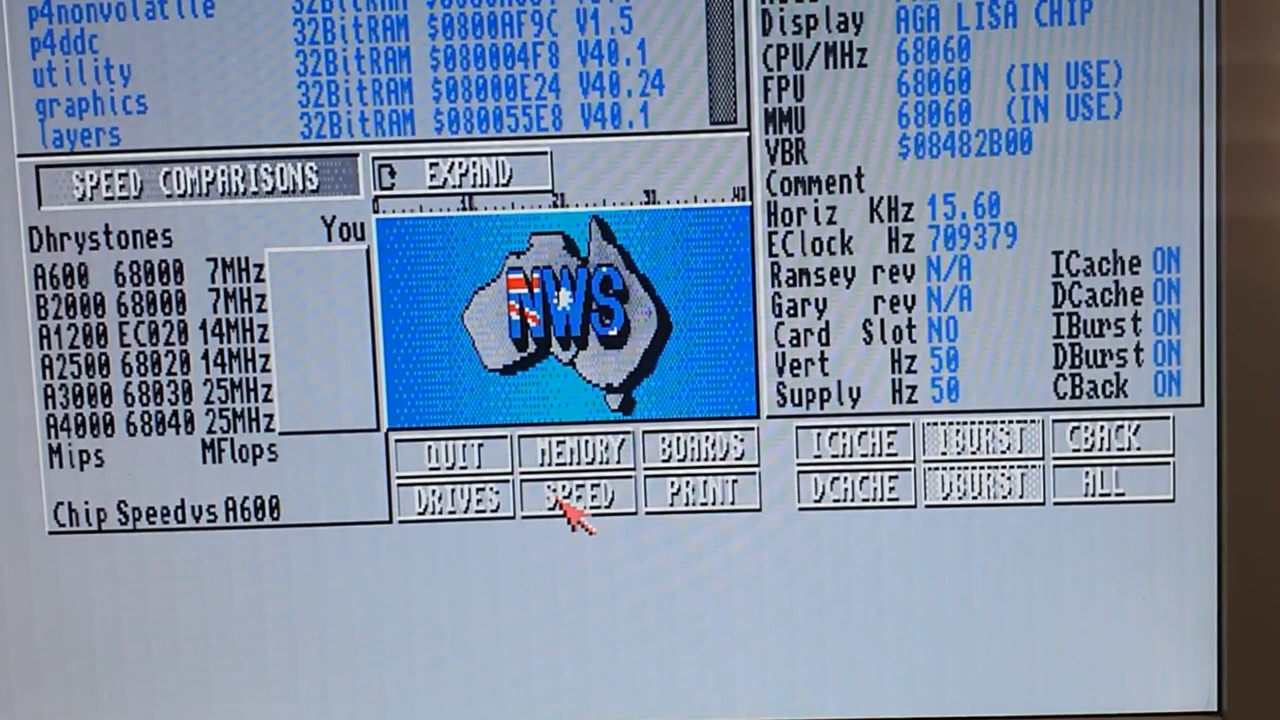 p4nonvolatile 32BitRAM
p4ddc 32BitRAM $0800AF9C V1.5
utility 32BitRAM $080004F8 V40.1
graphics 32BitRAM $08000E24 V40.24
layers 32BitRAM $080055E8 V40.1
Display AGA LISA CHIP
CPU/MHz 68060
FPU 68060 (IN USE)
MMU 68060 (IN USE)
VBR $08482B00
Comment
Horiz KHz 15.60
EClock Hz 709379
Ramsey rev N/A
Gary rev N/A
Card Slot NO
Vert Hz 50
Supply Hz 50
ICache ON
DCache ON
IBurst ON
DBurst ON
CBack ON
SPEED COMPARISONS
EXPAND
Dhrystones You
A600 68000 7MHz
B2000 68000 7MHz
A1200 EC020 14MHz
A2500 68020 14MHz
A3000 68030 25MHz
A4000 68040 25MHz
Mips MFlops
Chip Speed vs A600
NWS
QUIT MEMORY BOARDS
DRIVES SPEED PRINT
ICACHE IBURST CBACK
DCACHE DBURST ALL